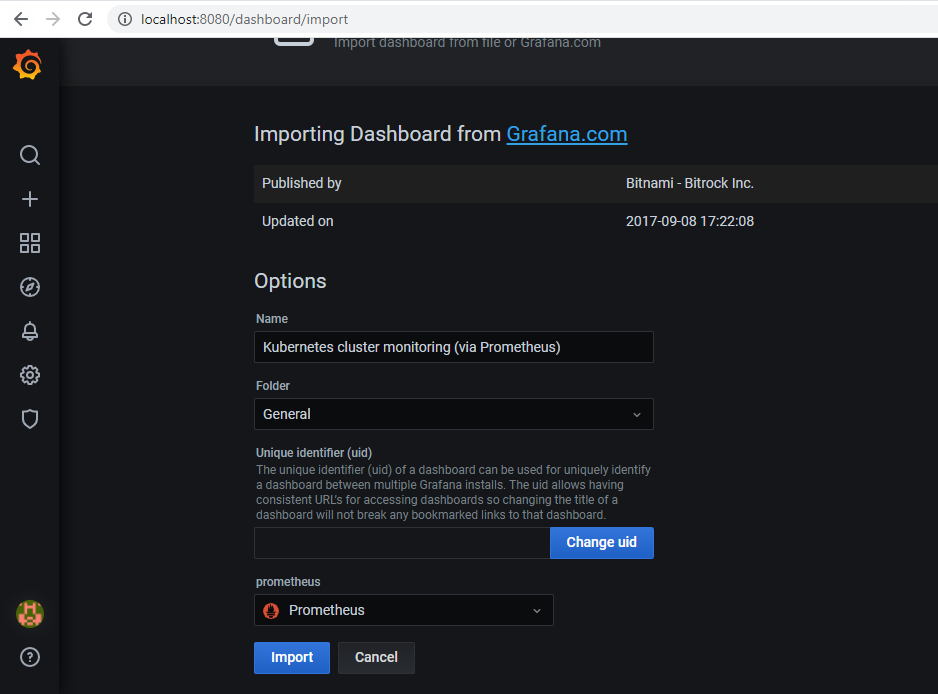 localhost:8080/dashboard/import
Import dashboard from file or Grafana.com
Importing Dashboard from Grafana.com
Published by Bitnami - Bitrock Inc.
Updated on 2017-09-08 17:22:08
Options
Name
Kubernetes cluster monitoring (via Prometheus)
Folder
General
Unique identifier (uid)
The unique identifier (uid) of a dashboard can be used for uniquely identify
a dashboard between multiple Grafana installs. The uid allows having
consistent URL's for accessing dashboards so changing the title of a
dashboard will not break any bookmarked links to that dashboard.
Change uid
prometheus
Prometheus
Import Cancel